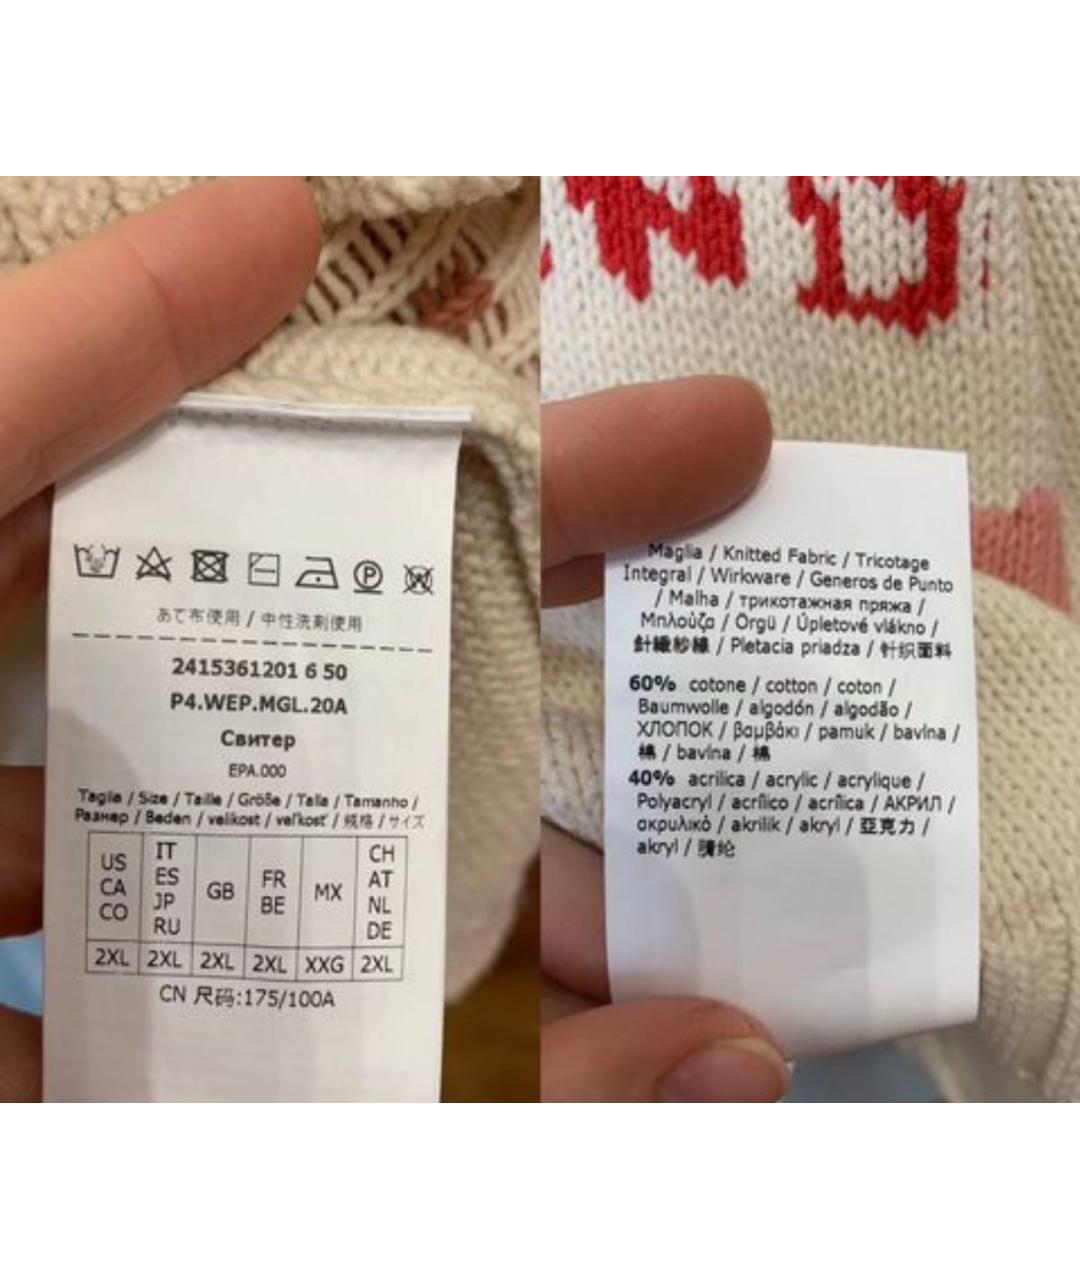 あて布使用 / 中性洗剤使用
2415361201 6 50
P4.WEP.MGL.20A
Свитер
EPA.000
Taglia / Size / Taille / Größe / Talla / Tamanho /
Размер / Beden / velikost / veľkosť / 规格 / サイズ
US CA CO
IT ES JP RU
GB
FR BE
MX
CH AT NL DE
2XL 2XL 2XL 2XL XXG 2XL
CN 尺码:175/100A
Maglia / Knitted Fabric / Tricotage
Integral / Wirkware / Generos de Punto
/ Malha / трикотажная пряжа /
Μπλούζα / Örgü / Úpletové vlákno /
針織紗線 / Pletacia priadza / 针织面料
60% cotone / cotton / coton /
Baumwolle / algodón / algodão /
ХЛОПОК / βαμβάκι / pamuk / bavlna /
棉 / bavlna / 棉
40% acrilica / acrylic / acrylique /
Polyacryl / acrílico / acrílica / АКРИЛ /
ακρυλικό / akrilik / akryl / 亞克力 /
akryl / 腈纶